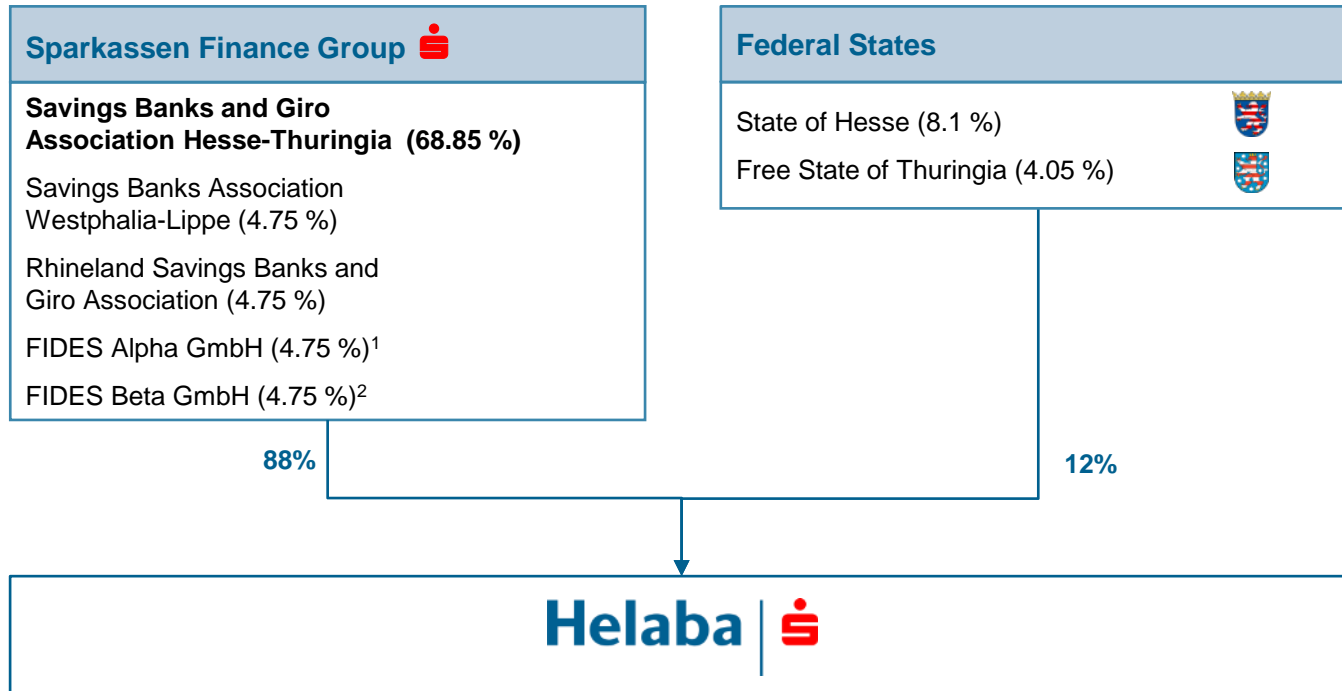 Sparkassen Finance Group
Savings Banks and Giro
Association Hesse-Thuringia (68.85 %)
Savings Banks Association
Westphalia-Lippe (4.75 %)
Rhineland Savings Banks and
Giro Association (4.75 %)
FIDES Alpha GmbH (4.75 %)¹
FIDES Beta GmbH (4.75 %)²
Federal States
State of Hesse (8.1 %)
Free State of Thuringia (4.05 %)
88%
12%
Helaba